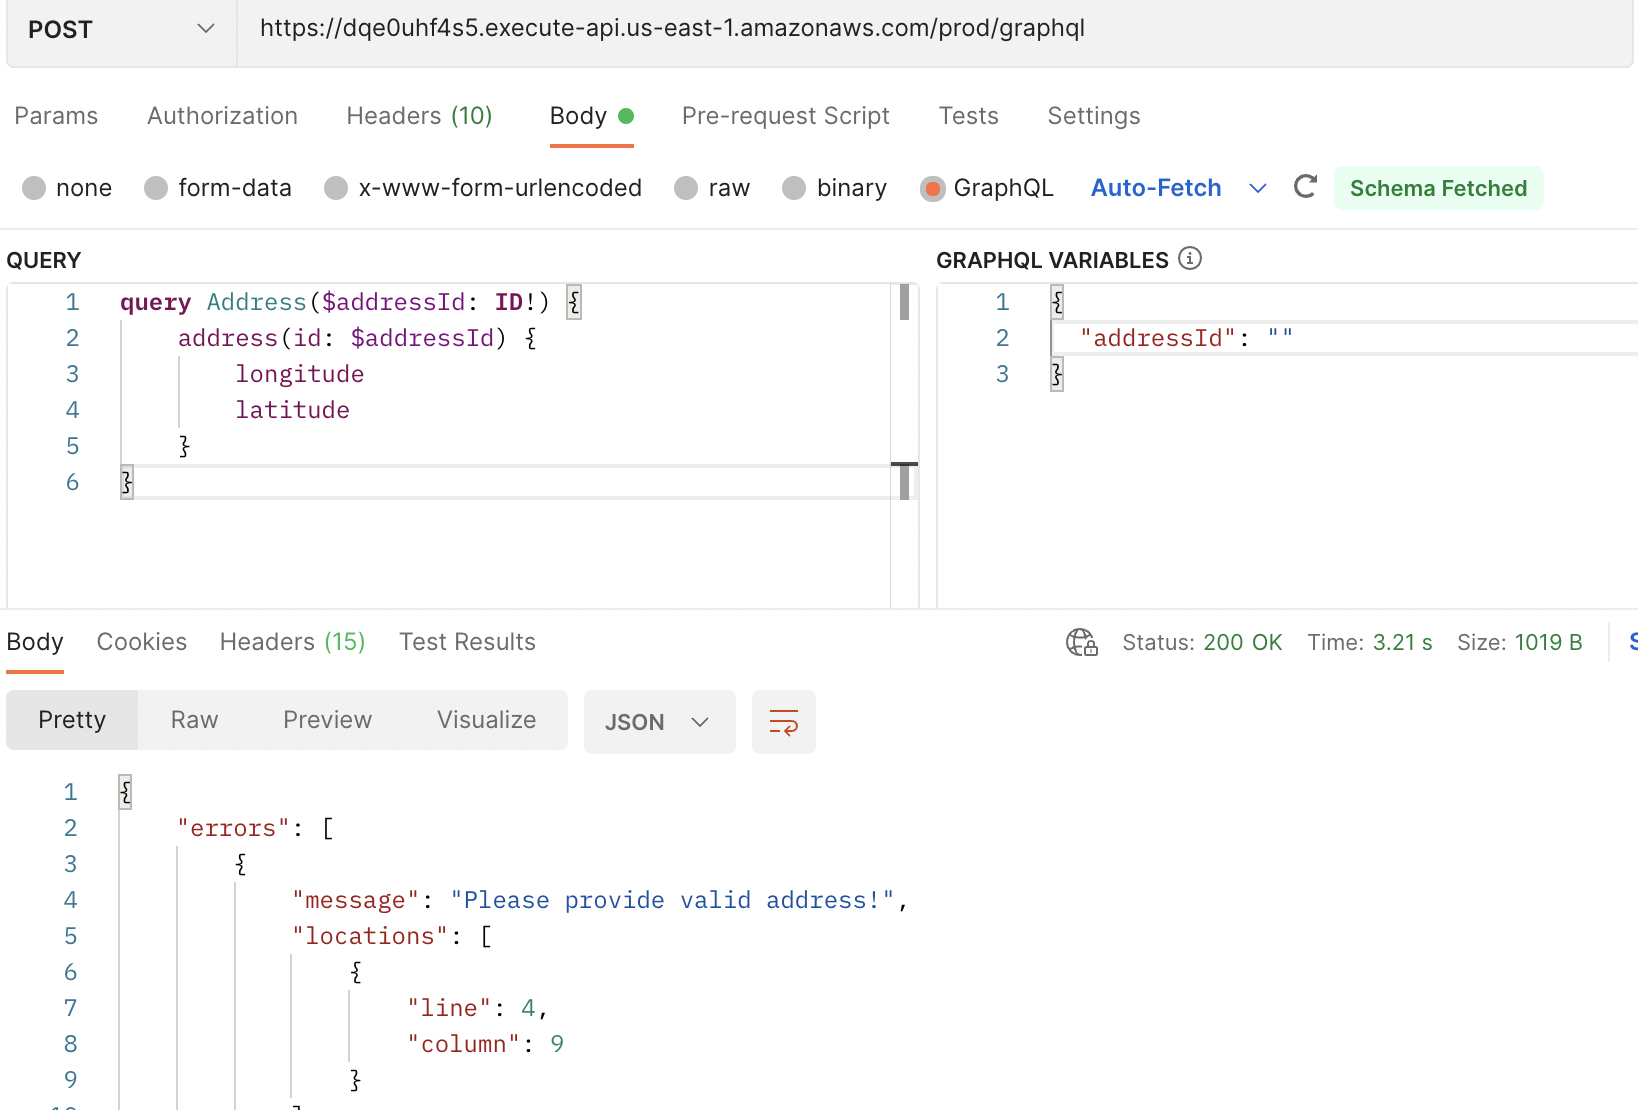 POST
https://dqe0uhf4s5.execute-api.us-east-1.amazonaws.com/prod/graphql
Params Authorization Headers (10) Body Pre-request Script Tests Settings
none form-data x-www-form-urlencoded raw binary GraphQL Auto-Fetch Schema Fetched
QUERY
1 query Address($addressId: ID!) {
2 address(id: $addressId) {
3 longitude
4 latitude
5 }
6 }
GRAPHQL VARIABLES
1 {
2 "addressId": ""
3 }
Body Cookies Headers (15) Test Results Status: 200 OK Time: 3.21 s Size: 1019 B
Pretty Raw Preview Visualize JSON
1 {
2 "errors": [
3 {
4 "message": "Please provide valid address!",
5 "locations": [
6 {
7 "line": 4,
8 "column": 9
9 }